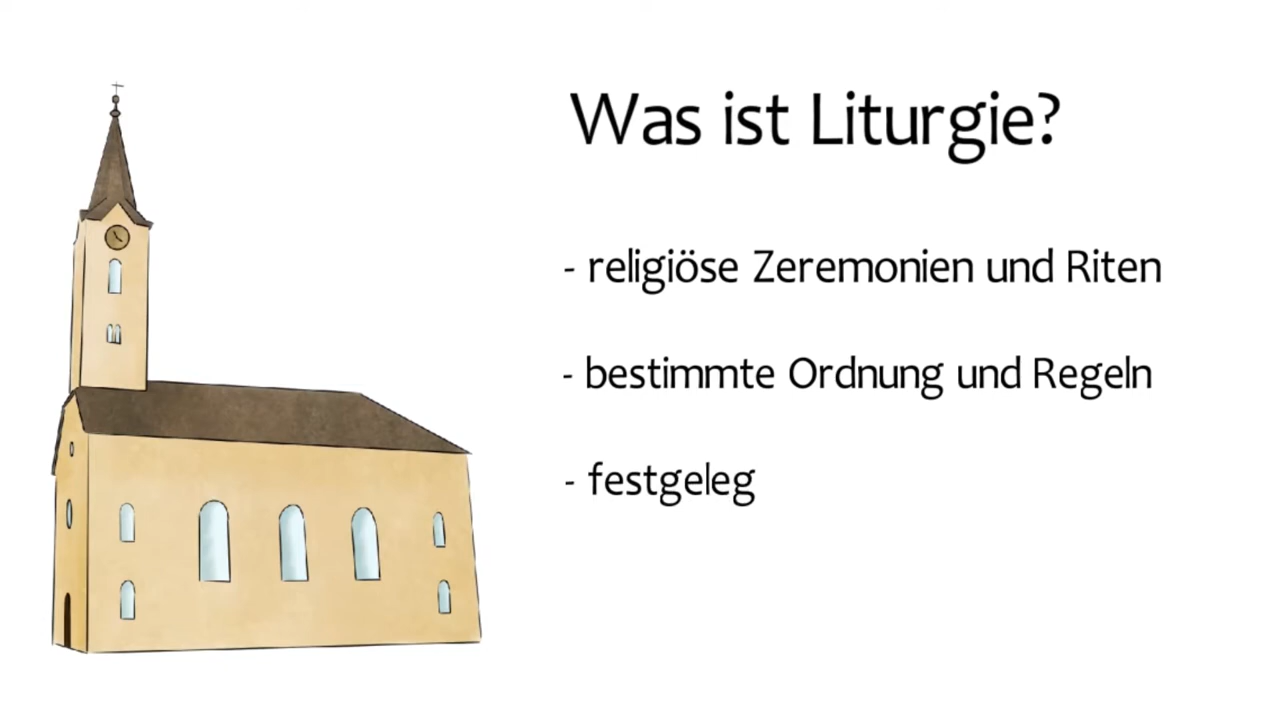 Was ist Liturgie?
- religiöse Zeremonien und Riten
- bestimmte Ordnung und Regeln
- festgeleg